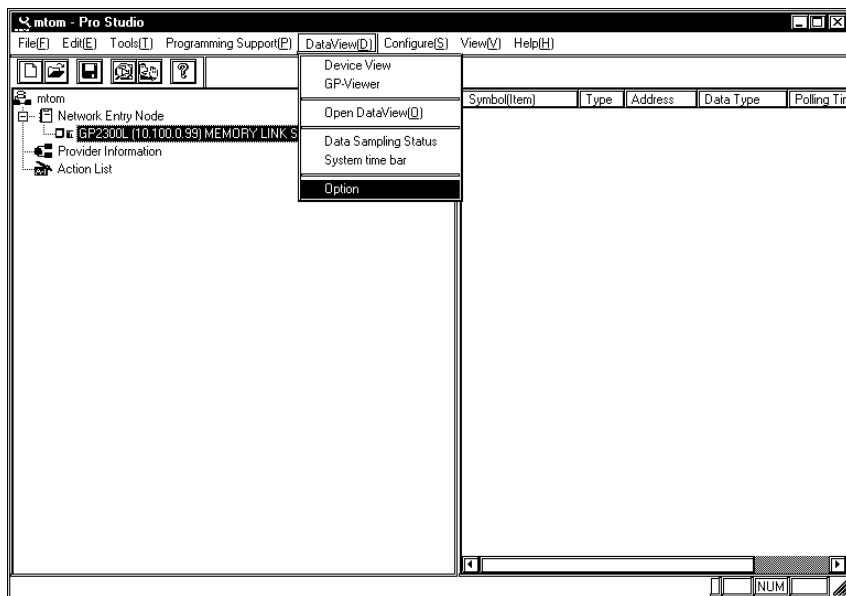 mtom - Pro Studio
File(F) Edit(E) Tools(T) Programming Support(P) DataView(D) Configure(S) View(V) Help(H)
Device View
GP-Viewer
Open DataView(O)
Data Sampling Status
System time bar
Option
mtom
Network Entry Node
GP2300L (10.100.0.99) MEMORY LINK S
Provider Information
Action List
Symbol(Item) Type Address Data Type Polling Tir
NUM